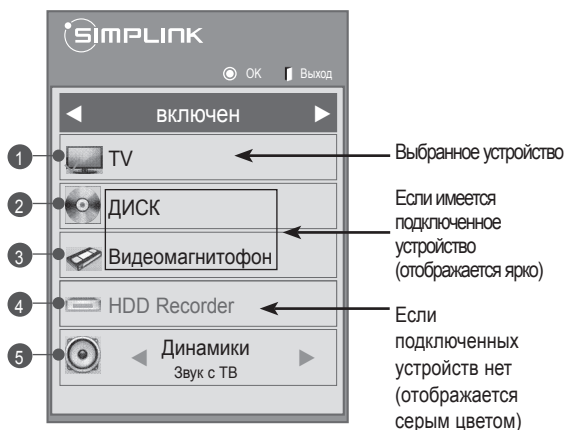 SIMPLINK
OK Выход
включен
1 TV
2 ДИСК
3 Видеомагнитофон
4 HDD Recorder
5 Динамики
Звук с ТВ
Выбранное устройство
Если имеется
подключенное
устройство
(отображается ярко)
Если
подключенных
устройств нет
(отображается
серым цветом)